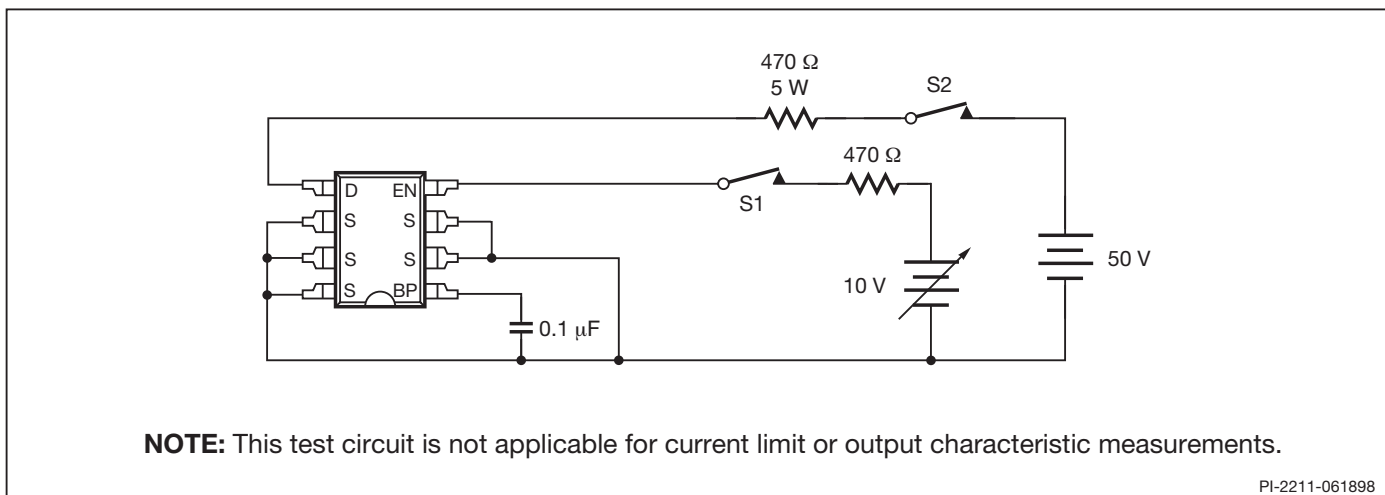 470 Ω
5 W
S2
470 Ω
S1
D EN
S S
S S
S BP
0.1 μF
10 V
50 V
NOTE: This test circuit is not applicable for current limit or output characteristic measurements.
PI-2211-061898